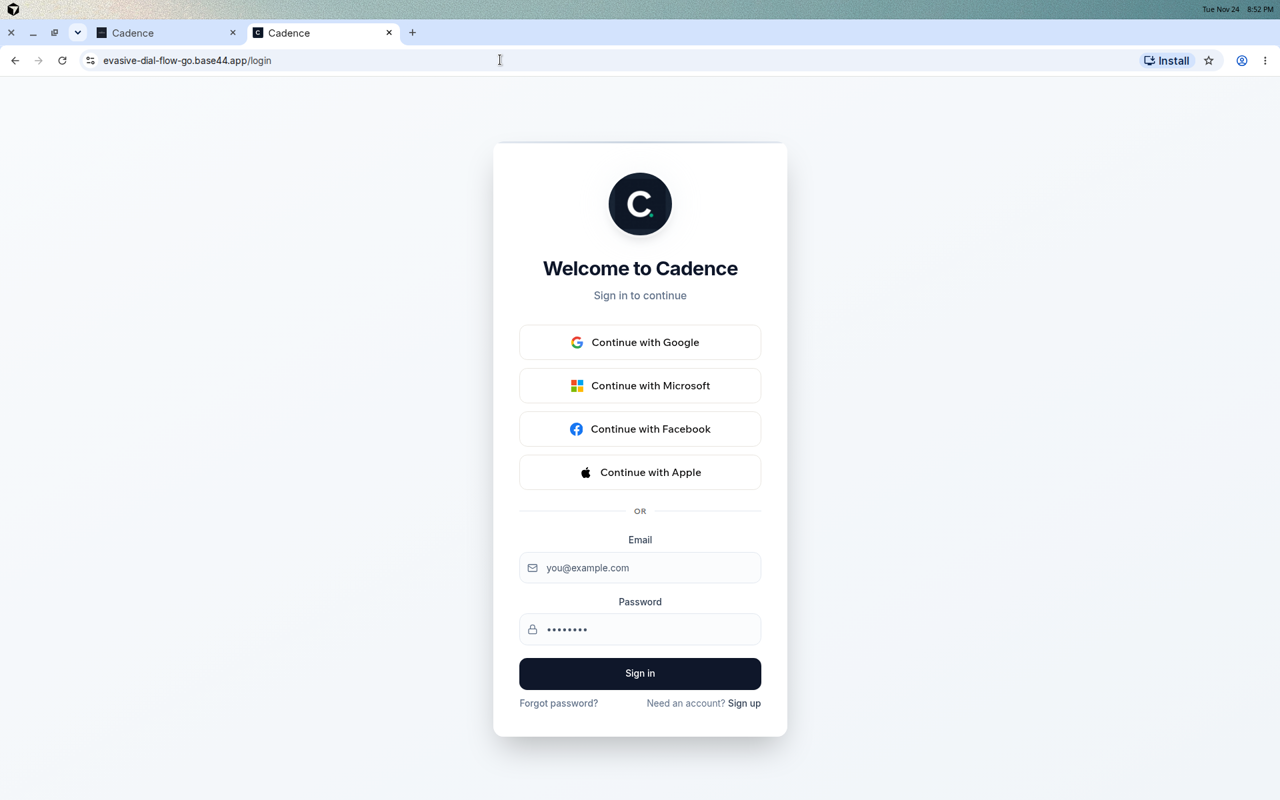 Tue Nov 24 8:52 PM
Cadence
Cadence
evasive-dial-flow-go.base44.app/login
Install
C
Welcome to Cadence
Sign in to continue
Continue with Google
Continue with Microsoft
Continue with Facebook
Continue with Apple
OR
Email
you@example.com
Password
••••••••
Sign in
Forgot password?
Need an account? Sign up